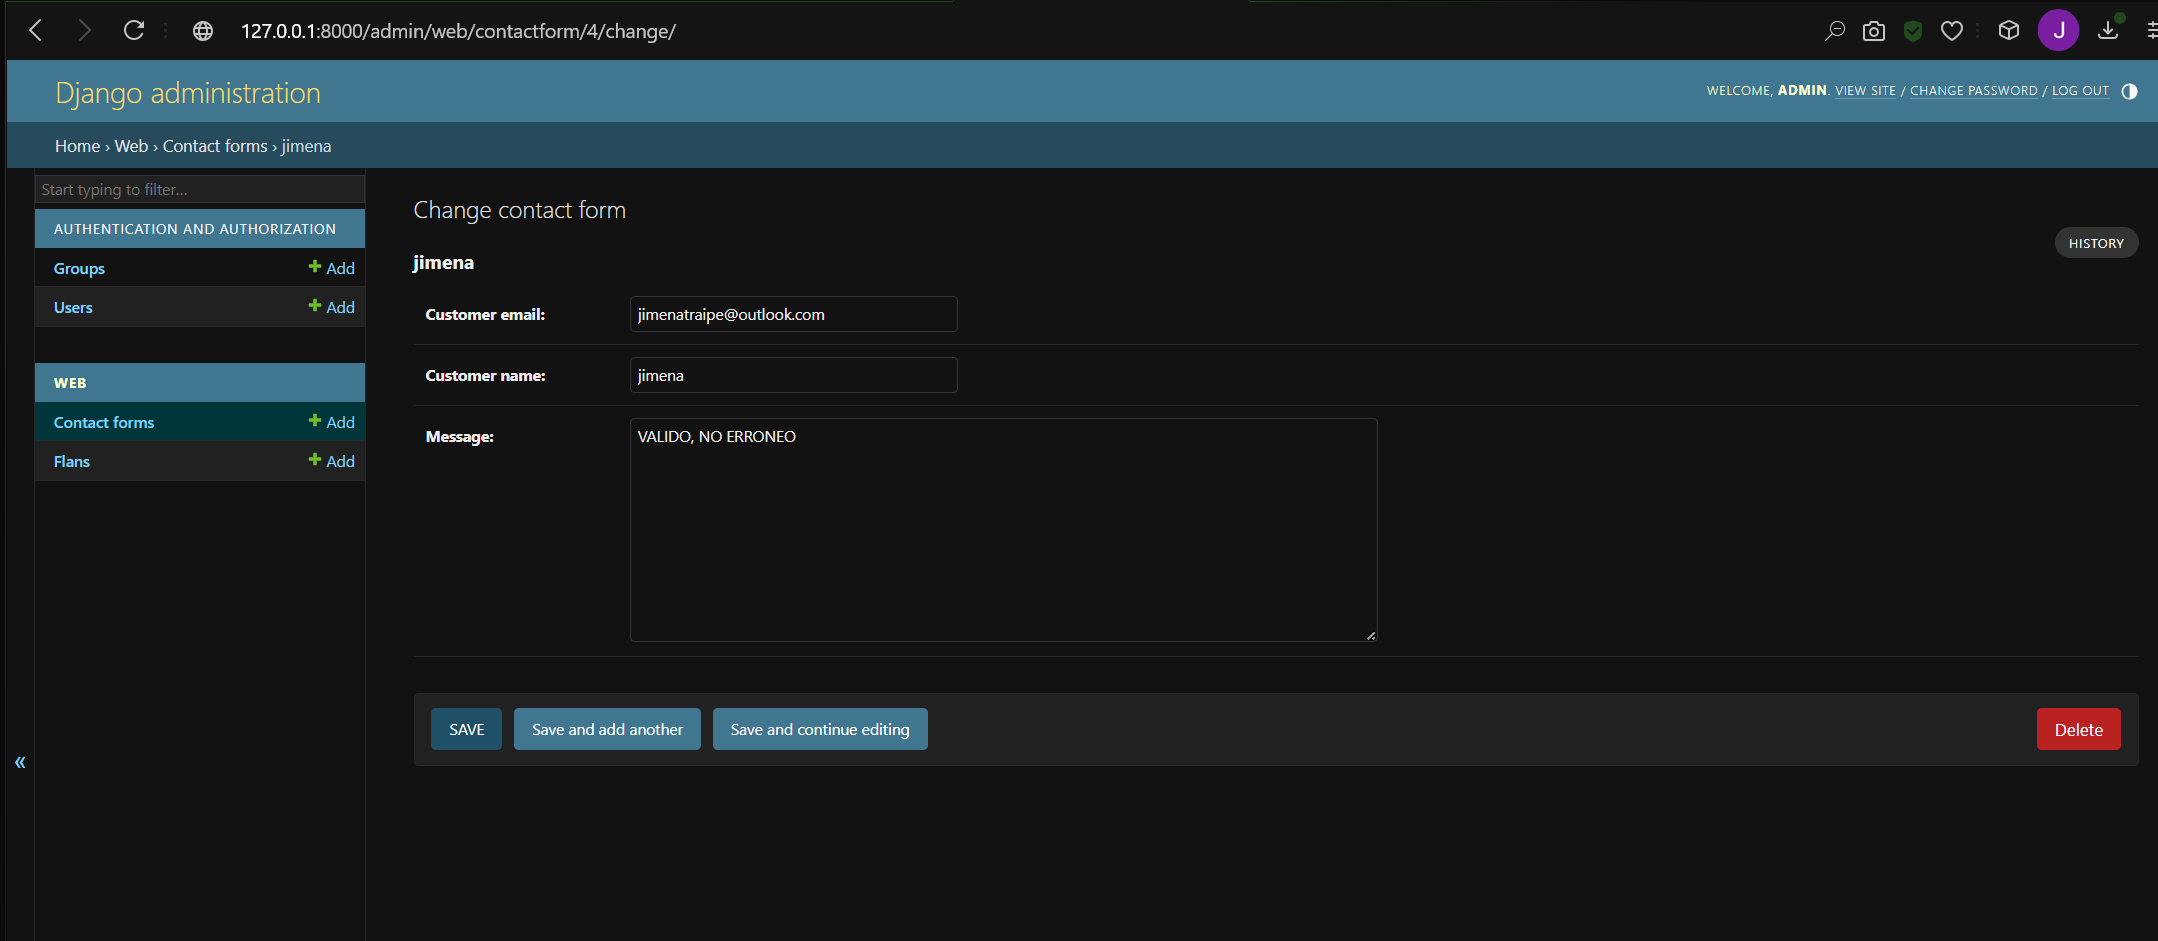 127.0.0.1:8000/admin/web/contactform/4/change/
J
Django administration
WELCOME, ADMIN. VIEW SITE / CHANGE PASSWORD / LOG OUT
Home › Web › Contact forms › jimena
Start typing to filter...
AUTHENTICATION AND AUTHORIZATION
Groups + Add
Users + Add
WEB
Contact forms + Add
Flans + Add
«
Change contact form
HISTORY
jimena
Customer email: jimenatraipe@outlook.com
Customer name: jimena
Message: VALIDO, NO ERRONEO
SAVE Save and add another Save and continue editing Delete